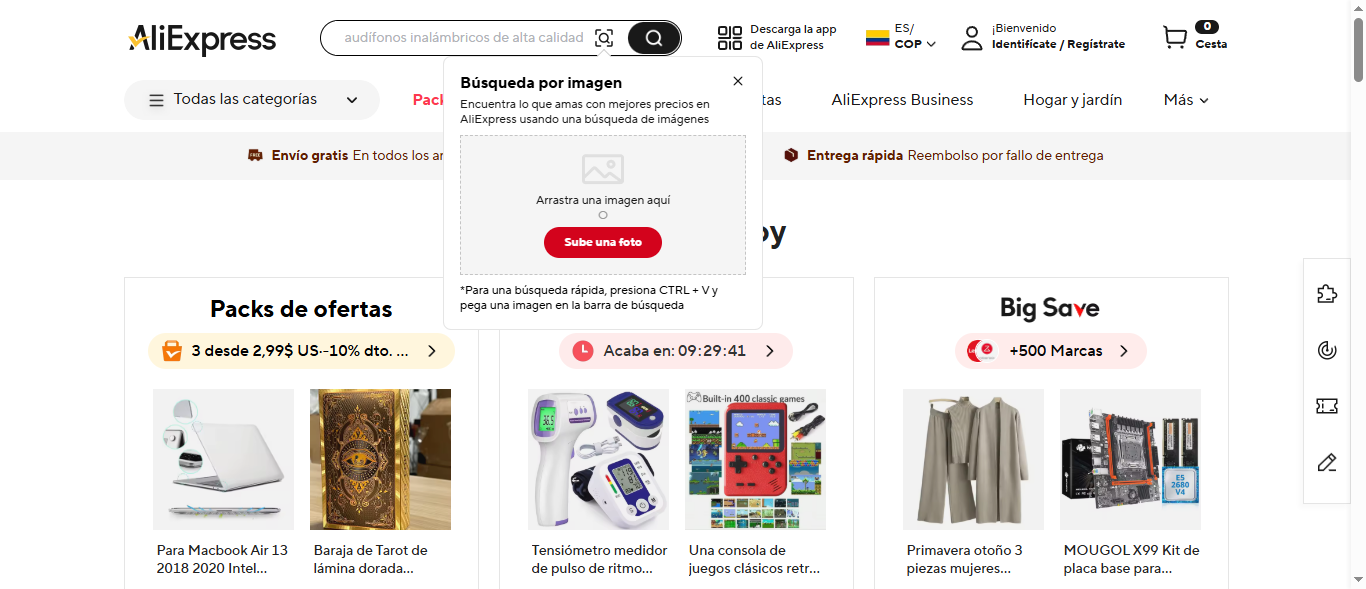 AliExpress
audífonos inalámbricos de alta calidad
Descarga la app
de AliExpress
ES/
COP
¡Bienvenido
Identifícate / Regístrate
0
Cesta
Todas las categorías
AliExpress Business
Hogar y jardín
Más
Búsqueda por imagen
Encuentra lo que amas con mejores precios en
AliExpress usando una búsqueda de imágenes
Arrastra una imagen aquí
O
Sube una foto
*Para una búsqueda rápida, presiona CTRL + V y
pega una imagen en la barra de búsqueda
Envío gratis En todos los
Entrega rápida Reembolso por fallo de entrega
Packs de ofertas
3 desde 2,99$ US·-10% dto. ...
Acaba en: 09:29:41
Big Save
+500 Marcas
Built-in 400 classic games
E5
2680
V4
Para Macbook Air 13
2018 2020 Intel...
Baraja de Tarot de
lámina dorada...
Tensiómetro medidor
de pulso de ritmo...
Una consola de
juegos clásicos retr...
Primavera otoño 3
piezas mujeres...
MOUGOL X99 Kit de
placa base para...